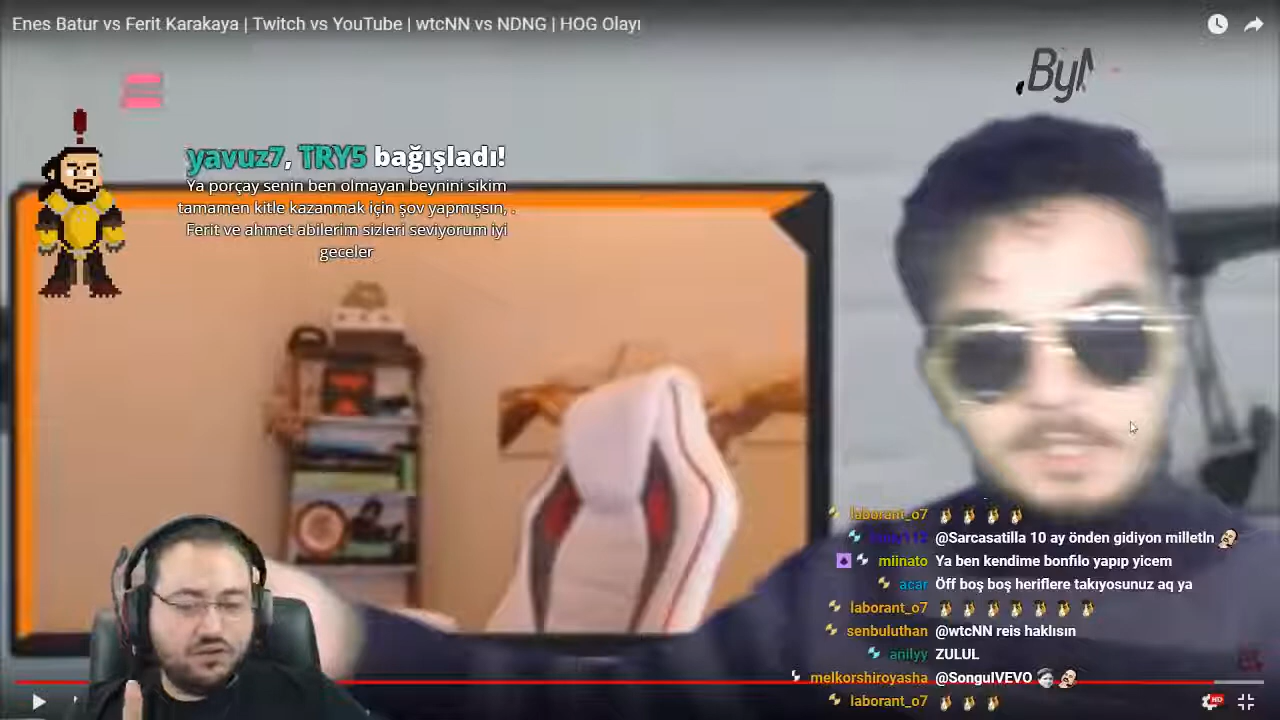 Enes Batur vs Ferit Karakaya | Twitch vs YouTube | wtcNN vs NDNG | HOG Olayı
.By
yavuz7, TRY5 bağışladı!
Ya porçay senin ben olmayan beynini sikim
tamamen kitle kazanmak için şov yapmışsın, .
Ferit ve ahmet abilerim sizleri seviyorum iyi
geceler
laborant_o7
@Sarcasatilla 10 ay önden gidiyon milletln
miinato Ya ben kendime bonfilo yapıp yicem
acar Öff boş boş heriflere takıyosunuz aq ya
laborant_o7
senbuluthan @wtcNN reis haklısın
anilyy ZULUL
melkorshiroyasha @SongulVEVO
laborant_o7
HD